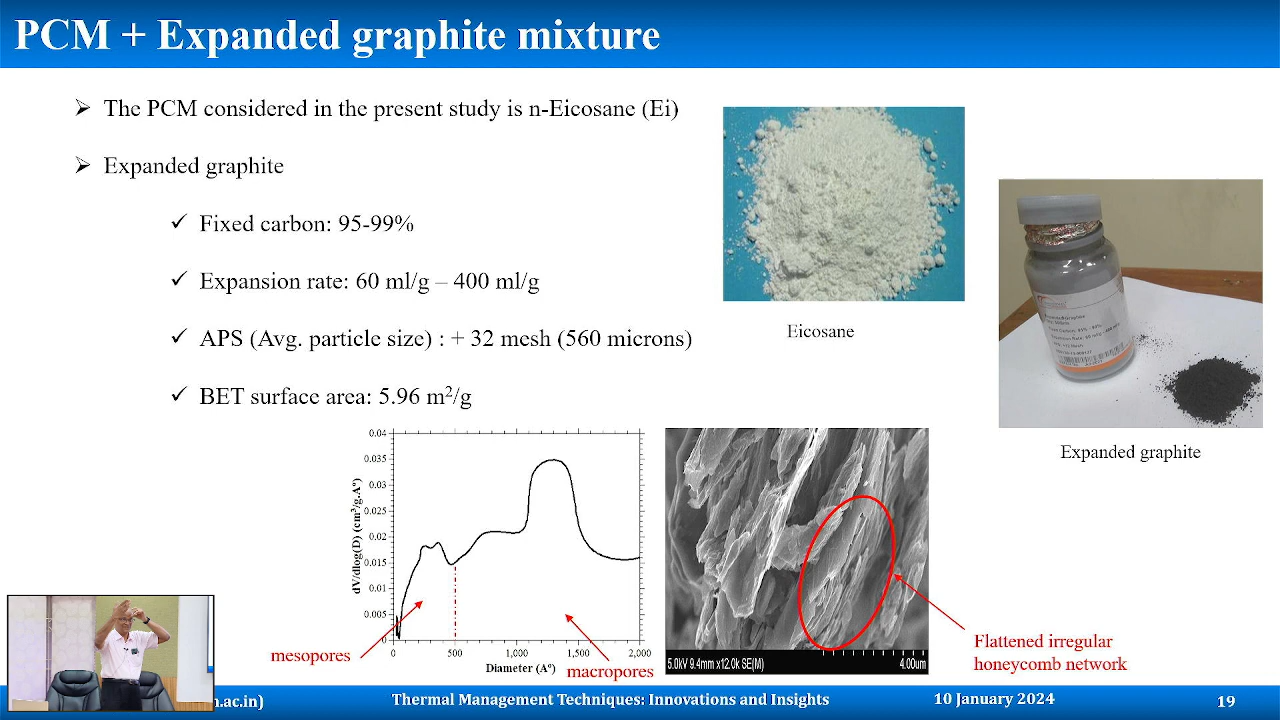 PCM + Expanded graphite mixture
➢ The PCM considered in the present study is n-Eicosane (Ei)
➢ Expanded graphite
✓ Fixed carbon: 95-99%
✓ Expansion rate: 60 ml/g – 400 ml/g
✓ APS (Avg. particle size) : + 32 mesh (560 microns)
✓ BET surface area: 5.96 m²/g
Eicosane
Expanded graphite
dV/dlog(D) (cm³/g.A°)
0.04
0.035
0.03
0.025
0.02
0.015
0.01
0.005
0
0
500
1,000
1,500
2,000
Diameter (A°)
mesopores
macropores
5.0kV 9.4mm x12.0k SE(M)
4.00um
Flattened irregular
honeycomb network
.ac.in)
Thermal Management Techniques: Innovations and Insights
10 January 2024
19